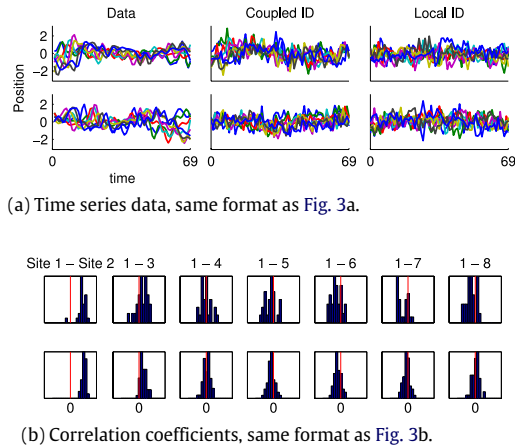 Data Coupled ID Local ID
Position
2
0
−2
2
0
−2
0 69 0 69 0 69
time
(a) Time series data, same format as Fig. 3a.
Site 1 − Site 2 1 − 3 1 − 4 1 − 5 1 − 6 1 − 7 1 − 8
0 0 0 0 0 0 0
(b) Correlation coefficients, same format as Fig. 3b.